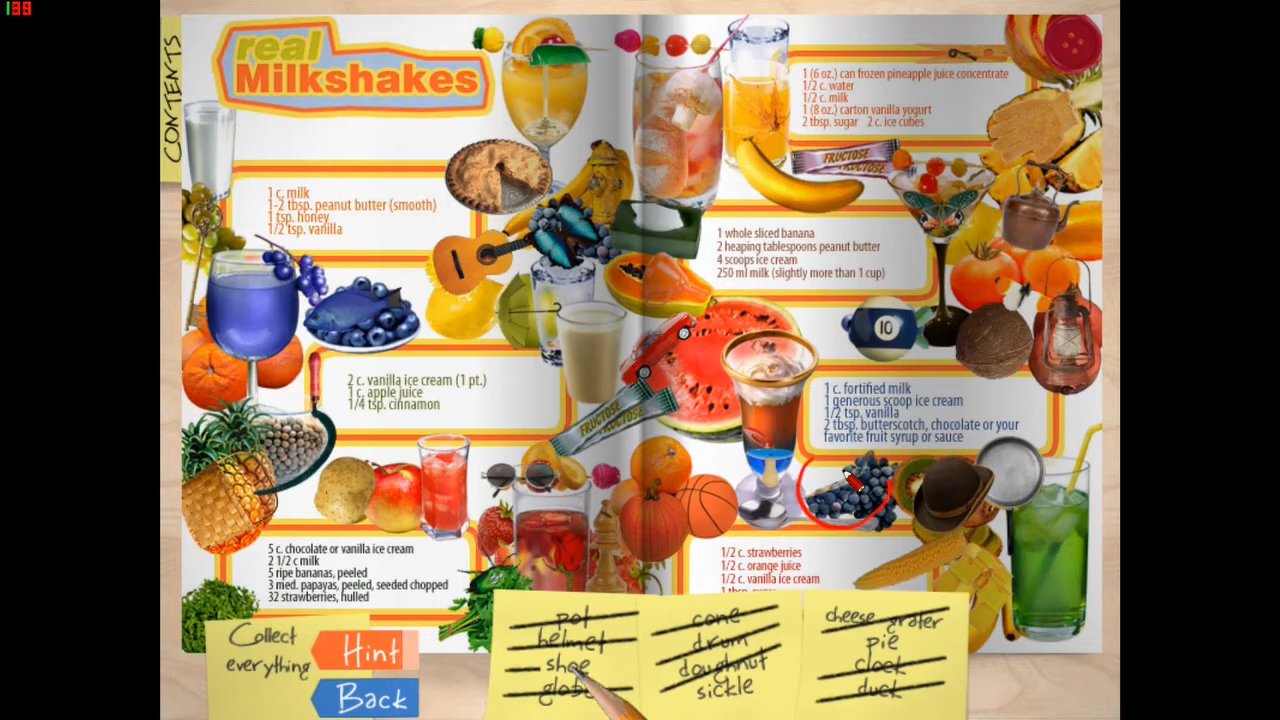 139
CONTENTS
real
Milkshakes
1 (6 oz.) can frozen pineapple juice concentrate
1/2 c. water
1/2 c. milk
1 (8 oz.) carton vanilla yogurt
2 tbsp. sugar 2 c. ice cubes
FRUCTOSE
FRUCTOSE
1 c. milk
1-2 tbsp. peanut butter (smooth)
1 tsp. honey
1/2 tsp. vanilla
1 whole sliced banana
2 heaping tablespoons peanut butter
4 scoops ice cream
250 ml milk (slightly more than 1 cup)
10
2 c. vanilla ice cream (1 pt.)
1 c. apple juice
1/4 tsp. cinnamon
1 c. fortified milk
1 generous scoop ice cream
1/2 tsp. vanilla
2 tbsp. butterscotch, chocolate or your
favorite fruit syrup or sauce
FRUCTOSE
FRUCTOSE
5 c. chocolate or vanilla ice cream
2 1/2 c milk
5 ripe bananas, peeled
3 med. papayas, peeled, seeded chopped
32 strawberries, hulled
1/2 c. strawberries
1/2 c. orange juice
1/2 c. vanilla ice cream
Collect
everything
Hint
Back
pot
helmet
shoe
globe
cone
drum
doughnut
sickle
cheese grater
pie
clock
duck